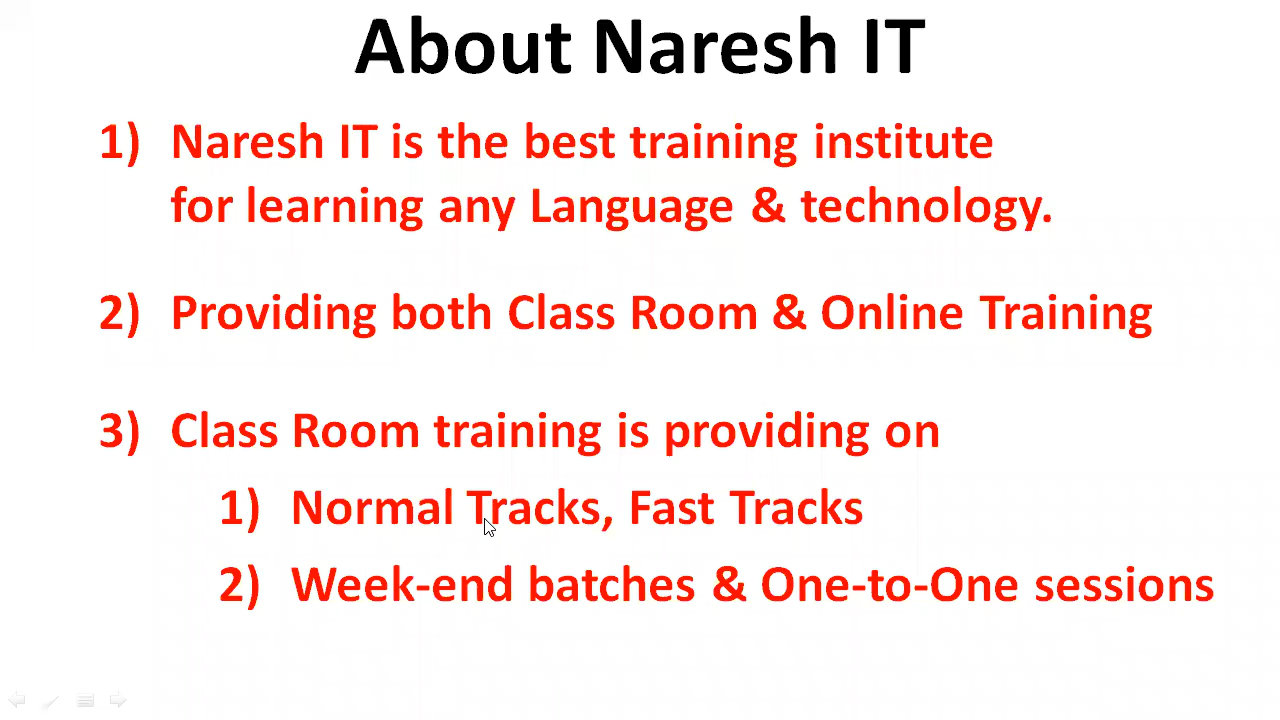 About Naresh IT
1) Naresh IT is the best training institute
for learning any Language & technology.
2) Providing both Class Room & Online Training
3) Class Room training is providing on
1) Normal Tracks, Fast Tracks
2) Week-end batches & One-to-One sessions